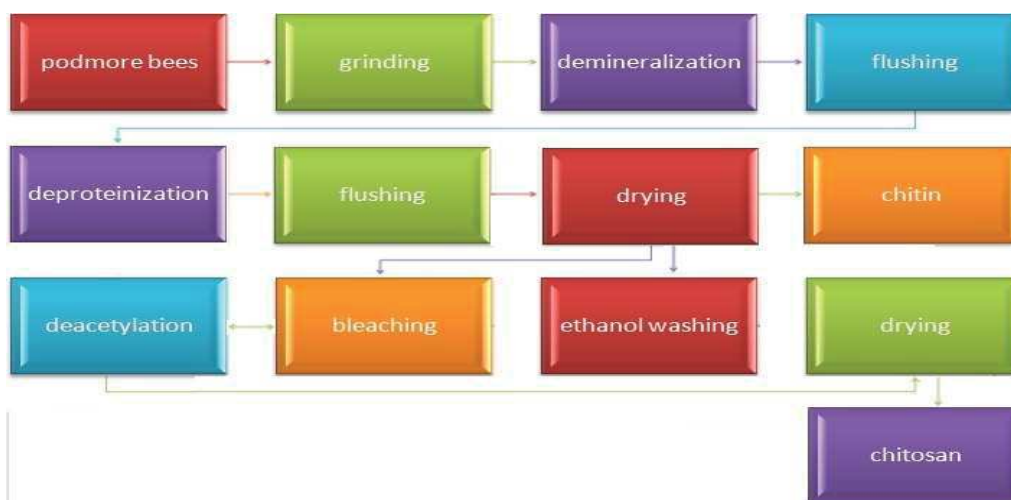 podmore bees
grinding
demineralization
flushing
deproteinization
flushing
drying
chitin
deacetylation
bleaching
ethanol washing
drying
chitosan